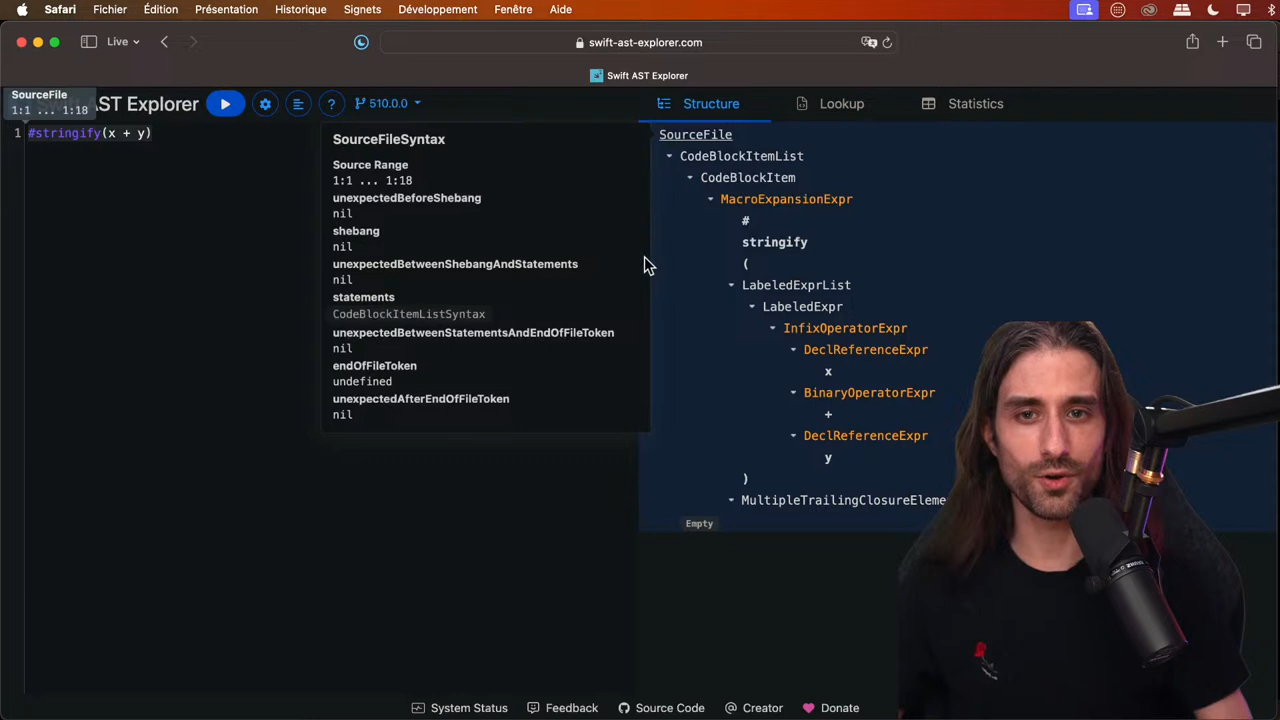 Safari Fichier Édition Présentation Historique Signets Développement Fenêtre Aide
Live
swift-ast-explorer.com
Swift AST Explorer
SourceFile
1:1 ... 1:18
AST Explorer
510.0.0
Structure
Lookup
Statistics
1 #stringify(x + y)
SourceFileSyntax
Source Range
1:1 ... 1:18
unexpectedBeforeShebang
nil
shebang
nil
unexpectedBetweenShebangAndStatements
nil
statements
CodeBlockItemListSyntax
unexpectedBetweenStatementsAndEndOfFileToken
nil
endOfFileToken
undefined
unexpectedAfterEndOfFileToken
nil
SourceFile
CodeBlockItemList
CodeBlockItem
MacroExpansionExpr
#
stringify
(
LabeledExprList
LabeledExpr
InfixOperatorExpr
DeclReferenceExpr
x
BinaryOperatorExpr
+
DeclReferenceExpr
y
)
MultipleTrailingClosureEleme
Empty
System Status
Feedback
Source Code
Creator
Donate